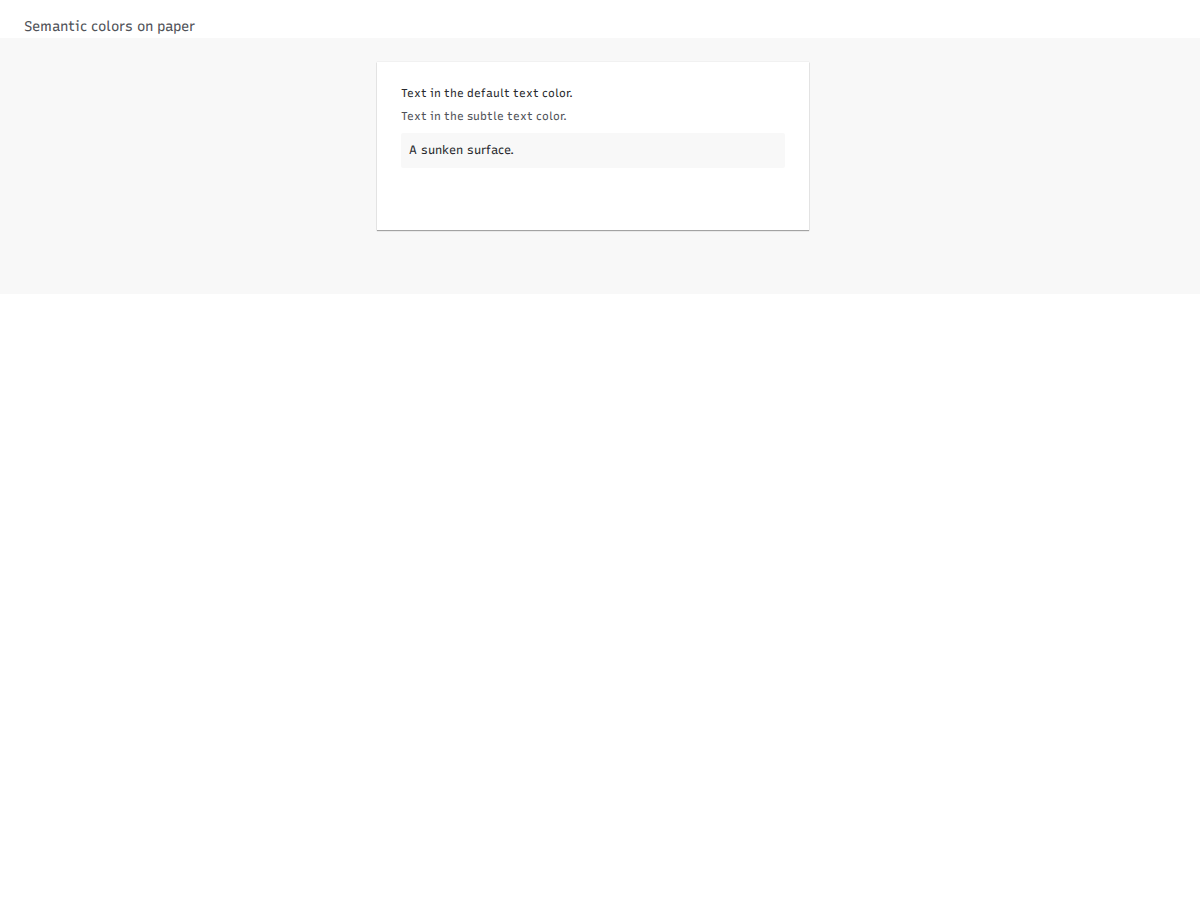 Semantic colors on paper
Text in the default text color.
Text in the subtle text color.
A sunken surface.